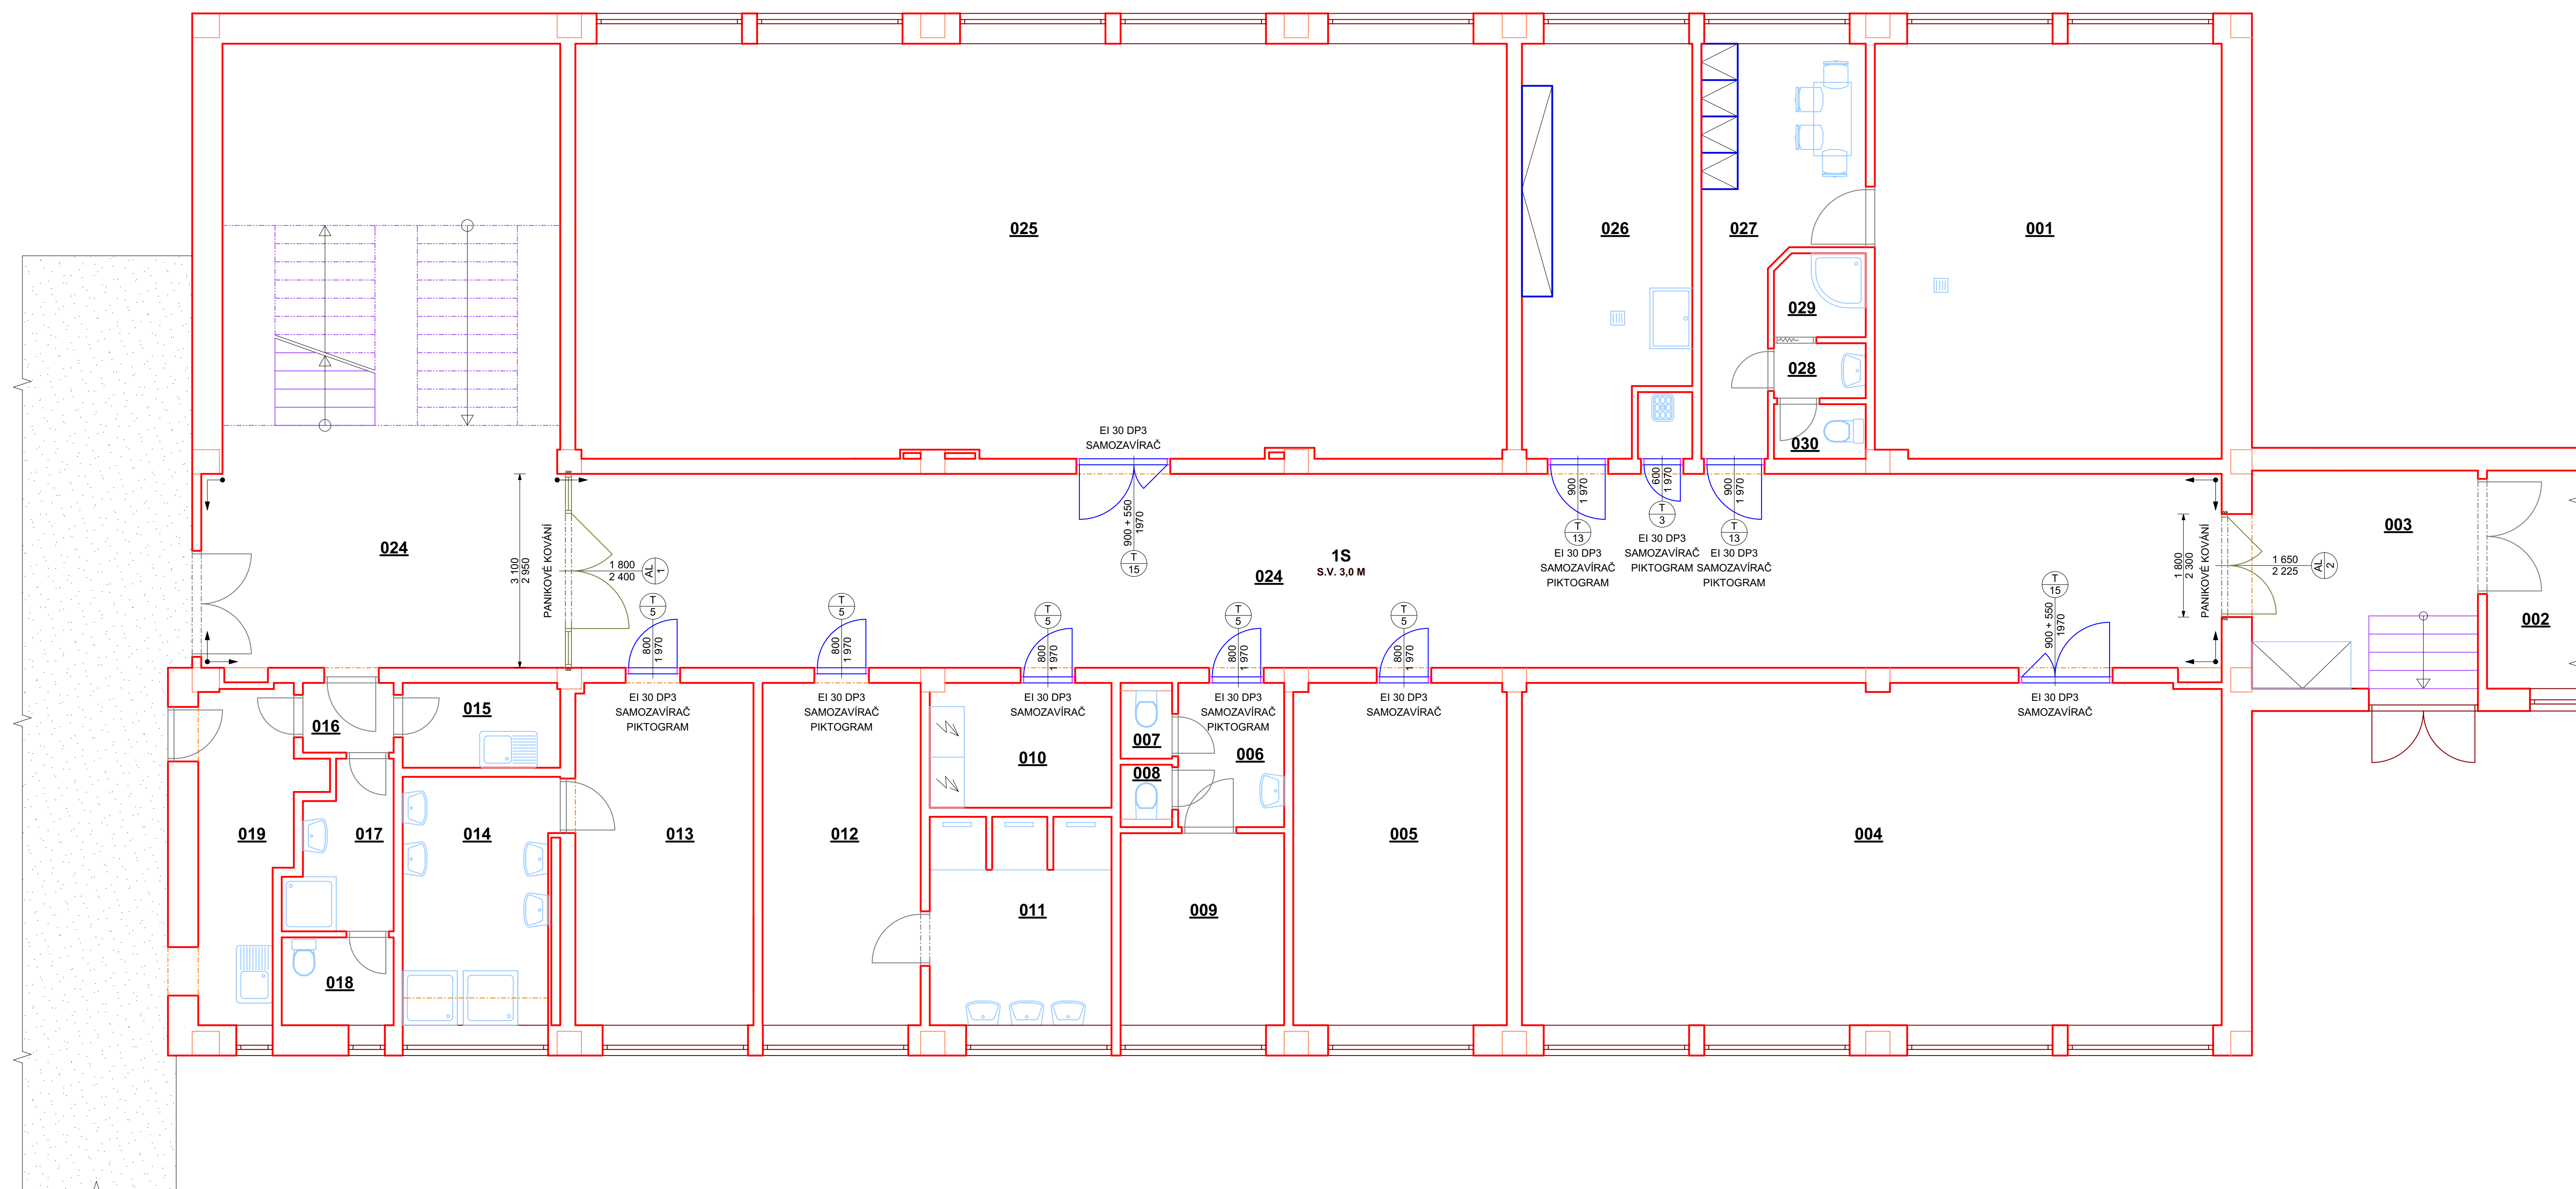 025
026
027
001
029
028
030
EI 30 DP3
SAMOZAVÍRAČ
900 + 550
1970
T
15
900
1 970
T
13
EI 30 DP3
SAMOZAVÍRAČ
PIKTOGRAM
600
1 970
T
3
EI 30 DP3
SAMOZAVÍRAČ
PIKTOGRAM
900
1 970
T
13
EI 30 DP3
SAMOZAVÍRAČ
PIKTOGRAM
024
3 100
2 950
PANIKOVÉ KOVÁNÍ
1 800
2 400
AL
1
1S
S.V. 3,0 M
024
1 800
2 300
PANIKOVÉ KOVÁNÍ
1 650
2 225
AL
2
003
002
T
5
800
1 970
EI 30 DP3
SAMOZAVÍRAČ
PIKTOGRAM
T
5
800
1 970
EI 30 DP3
SAMOZAVÍRAČ
PIKTOGRAM
T
5
800
1 970
EI 30 DP3
SAMOZAVÍRAČ
T
5
800
1 970
EI 30 DP3
SAMOZAVÍRAČ
PIKTOGRAM
T
5
800
1 970
EI 30 DP3
SAMOZAVÍRAČ
T
15
900 + 550
1970
EI 30 DP3
SAMOZAVÍRAČ
016
015
010
007
006
008
019
017
014
013
012
005
004
011
009
018